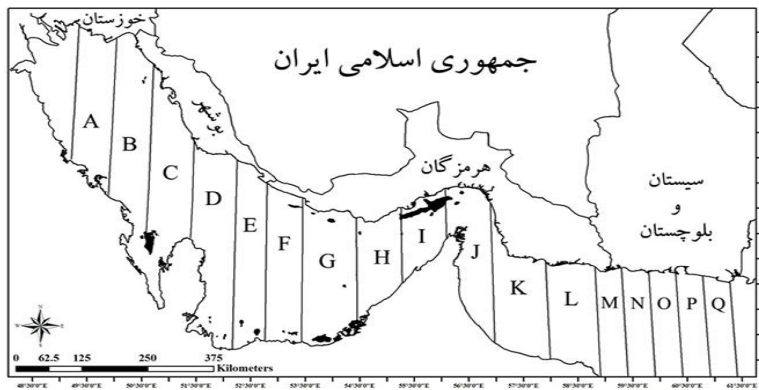 خوزستان
جمهوری اسلامی ایران
بوشهر
هرمزگان
سیستان
و
بلوچستان
A
B
C
D
E
F
G
H
I
J
K
L
M
N
O
P
Q
0 62.5 125 250 375
Kilometers